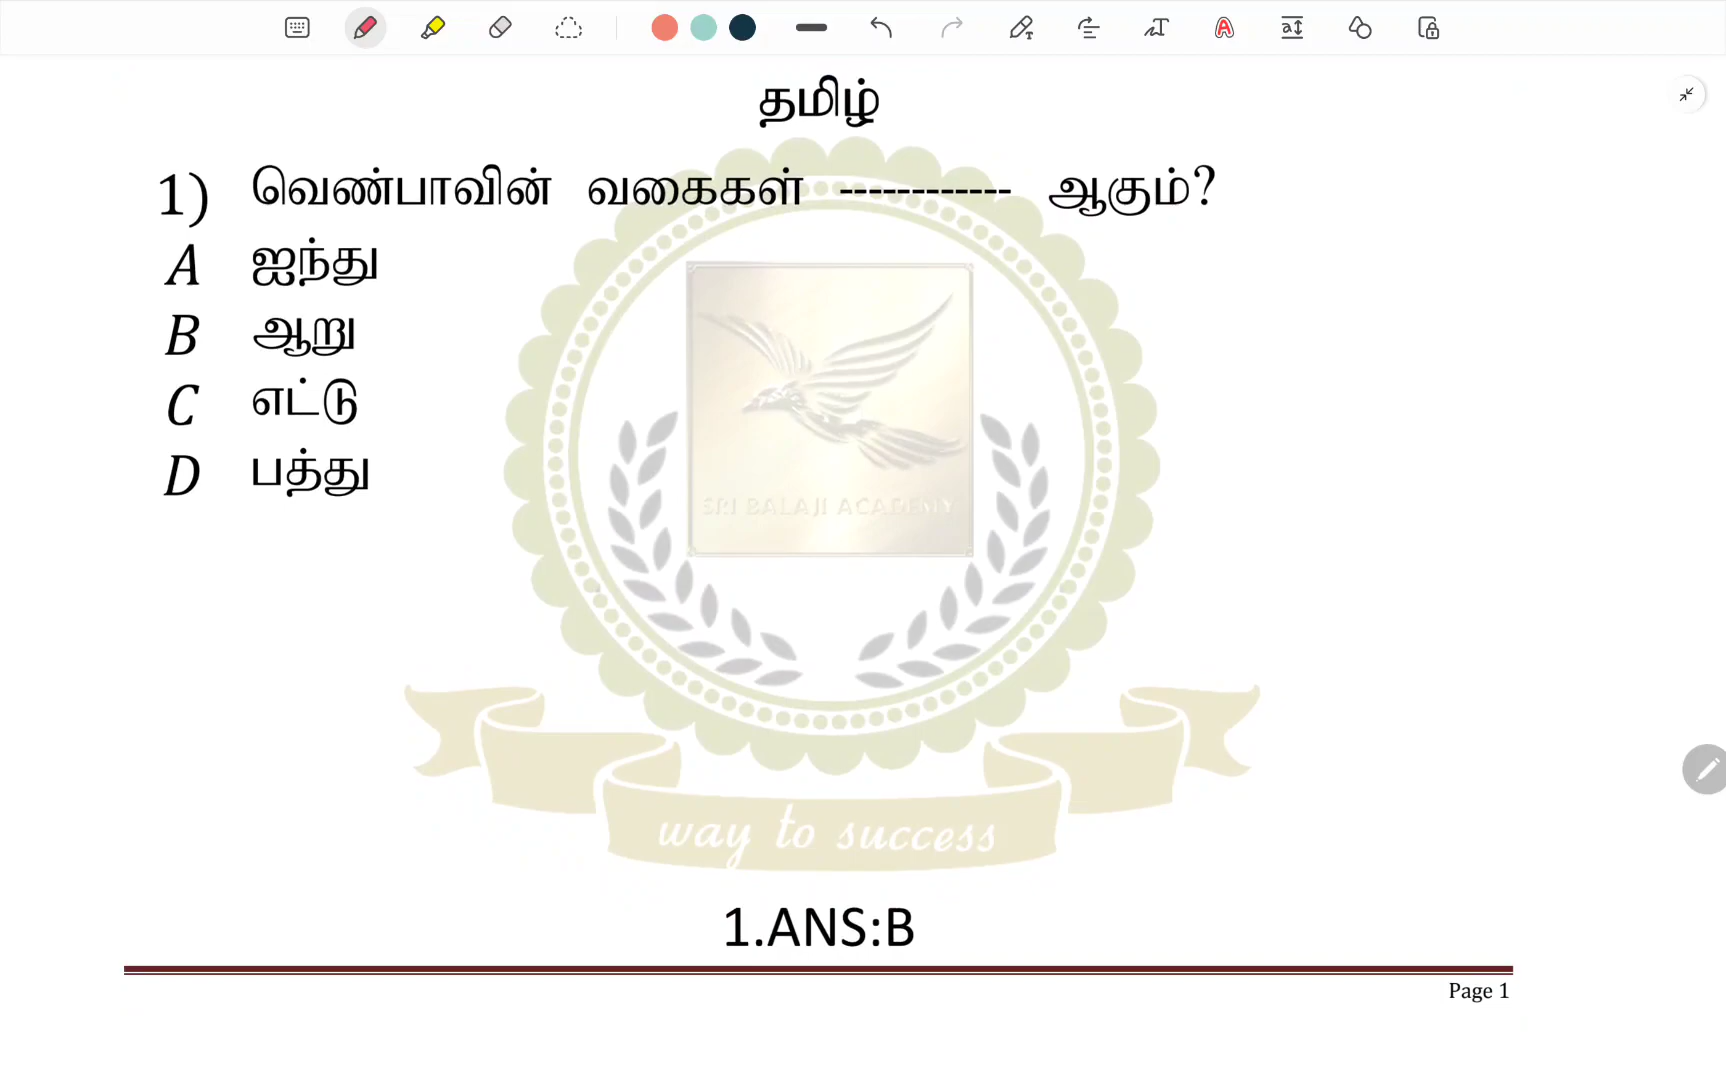 தமிழ்
1) வெண்பாவின் வகைகள் ------------ ஆகும்?
A ஐந்து
B ஆறு
C எட்டு
D பத்து
SRI BALAJI ACADEMY
way to success
1.ANS:B
Page 1